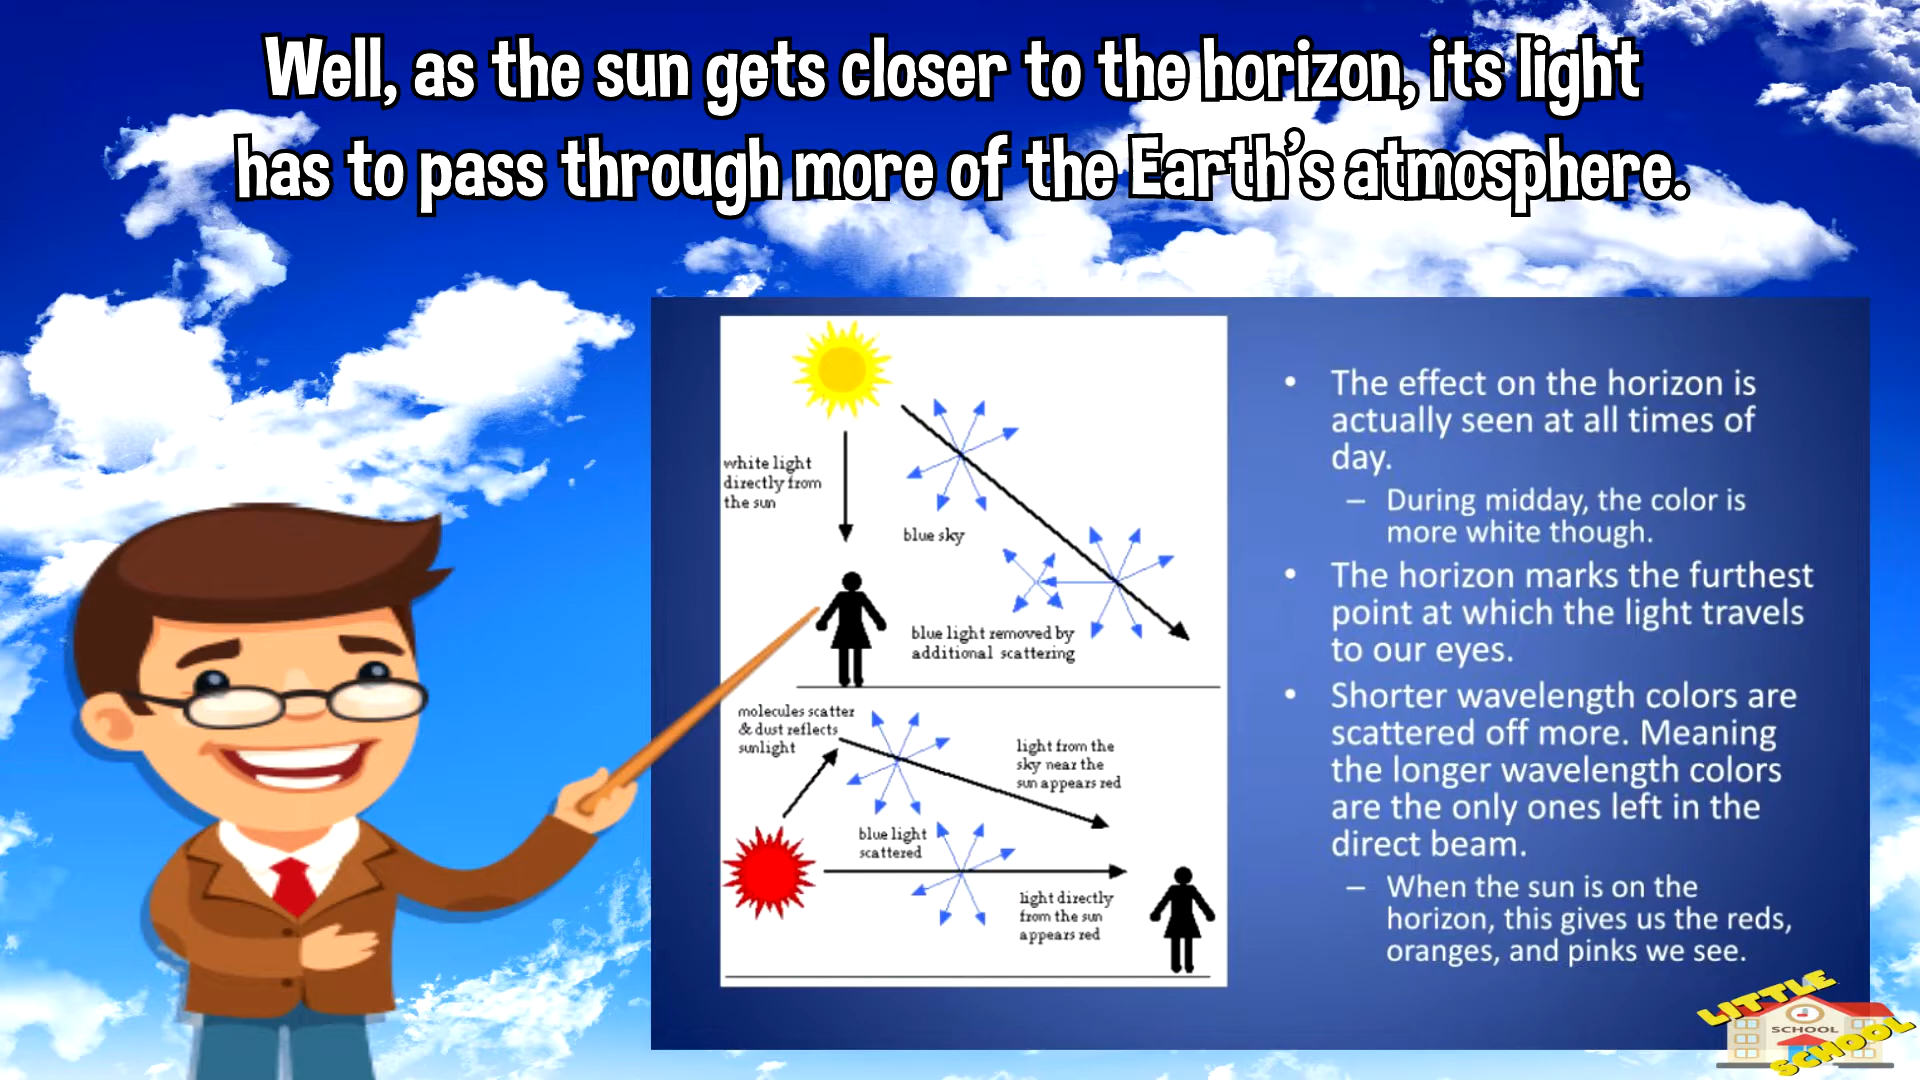 Well, as the sun gets closer to the horizon, its light
has to pass through more of the Earth's atmosphere.
white light
directly from
the sun
blue sky
blue light removed by
additional scattering
molecules scatter
& dust reflects
sunlight
light from the
sky near the
sun appears red
blue light
scattered
light directly
from the sun
appears red
• The effect on the horizon is
actually seen at all times of
day.
– During midday, the color is
more white though.
• The horizon marks the furthest
point at which the light travels
to our eyes.
• Shorter wavelength colors are
scattered off more. Meaning
the longer wavelength colors
are the only ones left in the
direct beam.
– When the sun is on the
horizon, this gives us the reds,
oranges, and pinks we see.
LITTLE
SCHOOL
SCHOOL